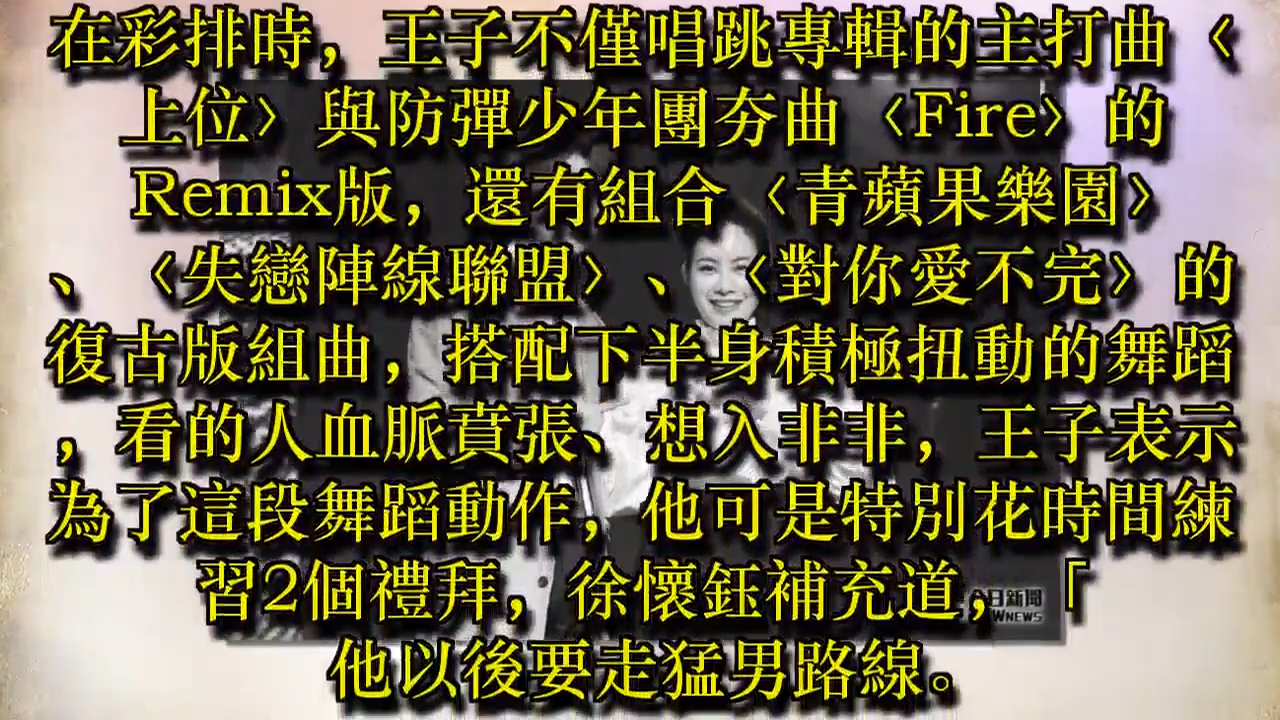 在彩排時，王子不僅唱跳專輯的主打曲〈
上位〉與防彈少年團夯曲〈Fire〉的
Remix版，還有組合〈青蘋果樂園〉
、〈失戀陣線聯盟〉、〈對你愛不完〉的
復古版組曲，搭配下半身積極扭動的舞蹈
，看的人血脈賁張、想入非非，王子表示
為了這段舞蹈動作，他可是特別花時間練
習2個禮拜，徐懷鈺補充道，「
他以後要走猛男路線。
今日新聞
NEWS